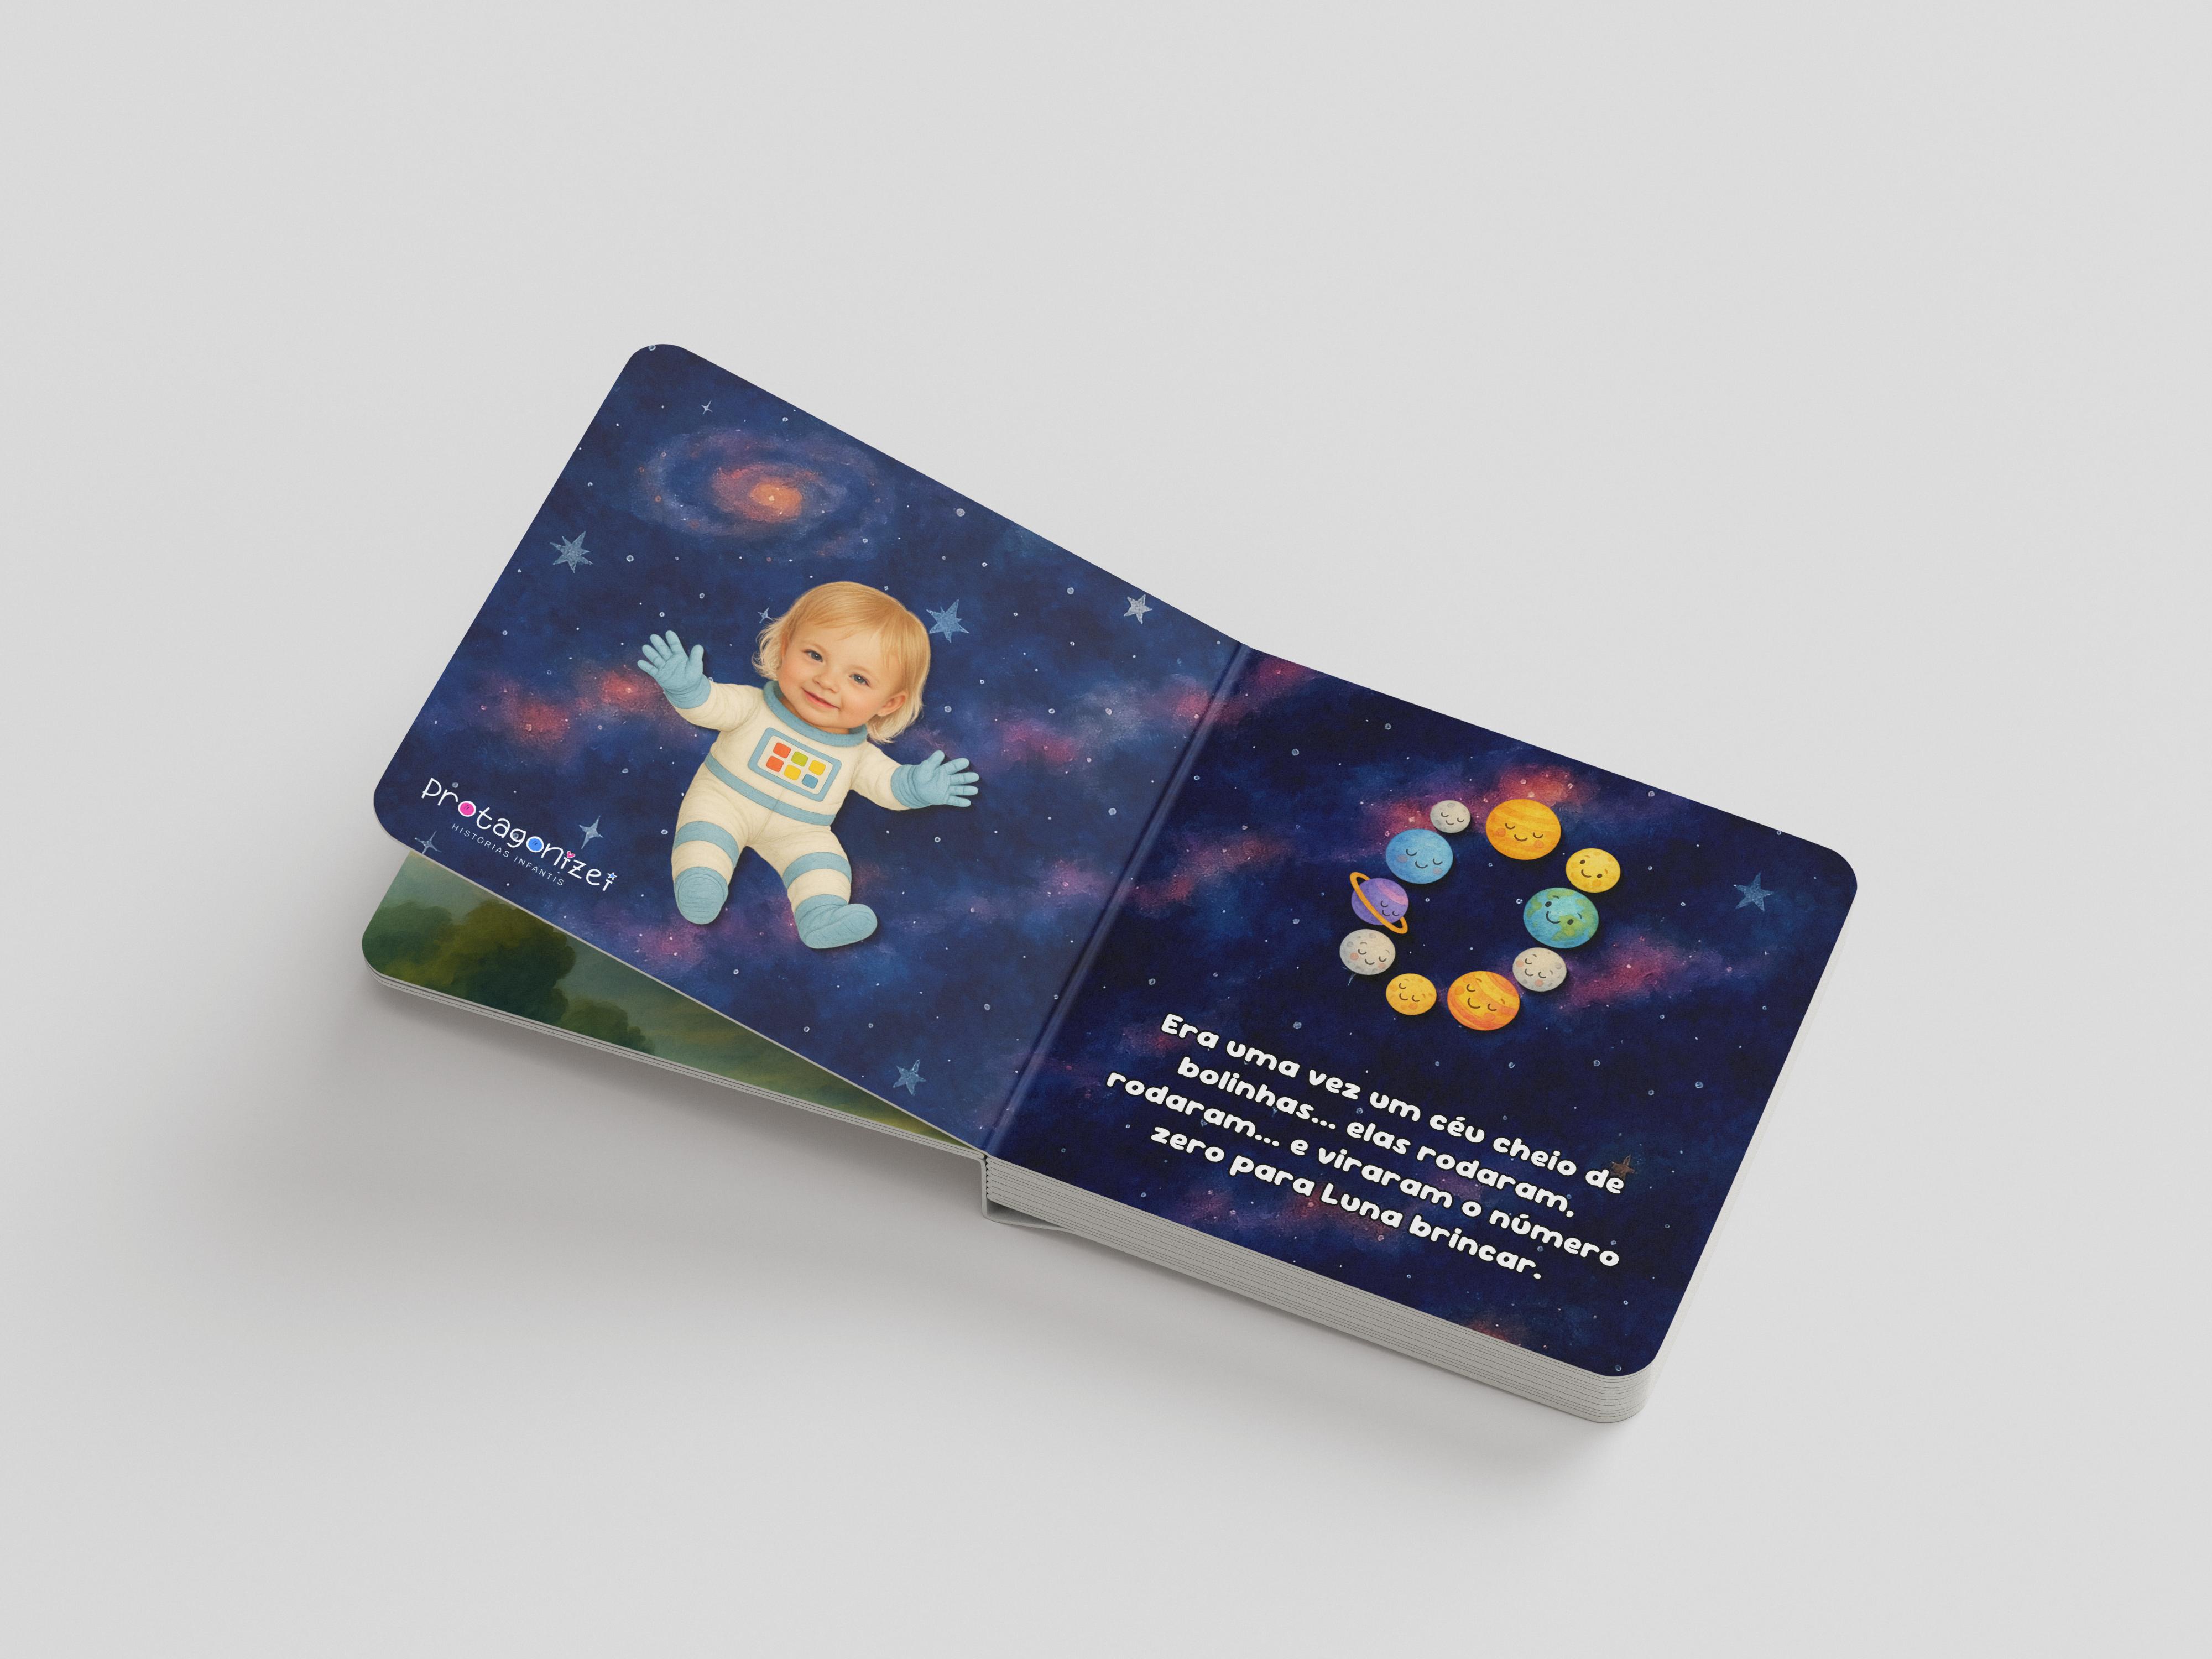 protagonizei
HISTÓRIAS INFANTIS
Era uma vez um céu cheio de
bolinhas... elas rodaram,
rodaram... e viraram o número
zero para Luna brincar.